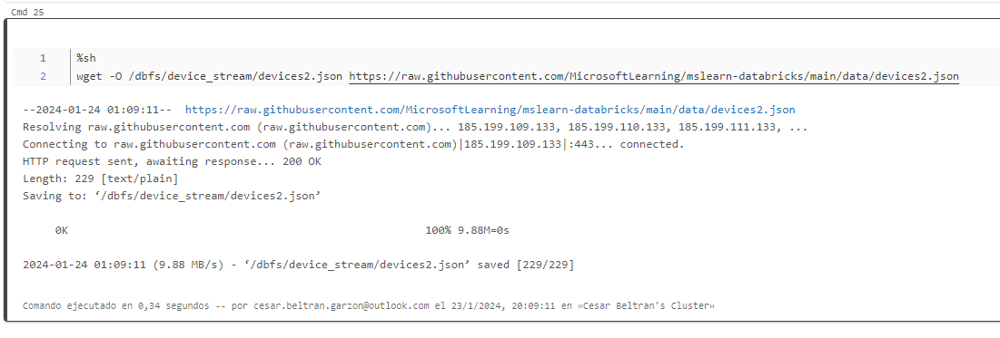 Cmd 25
1 %sh
2 wget -O /dbfs/device_stream/devices2.json https://raw.githubusercontent.com/MicrosoftLearning/mslearn-databricks/main/data/devices2.json
--2024-01-24 01:09:11--  https://raw.githubusercontent.com/MicrosoftLearning/mslearn-databricks/main/data/devices2.json
Resolving raw.githubusercontent.com (raw.githubusercontent.com)... 185.199.109.133, 185.199.110.133, 185.199.111.133, ...
Connecting to raw.githubusercontent.com (raw.githubusercontent.com)|185.199.109.133|:443... connected.
HTTP request sent, awaiting response... 200 OK
Length: 229 [text/plain]
Saving to: ‘/dbfs/device_stream/devices2.json’
0K 100% 9.88M=0s
2024-01-24 01:09:11 (9.88 MB/s) - ‘/dbfs/device_stream/devices2.json’ saved [229/229]
Comando ejecutado en 0,34 segundos -- por cesar.beltran.garzon@outlook.com el 23/1/2024, 20:09:11 en «Cesar Beltran's Cluster»